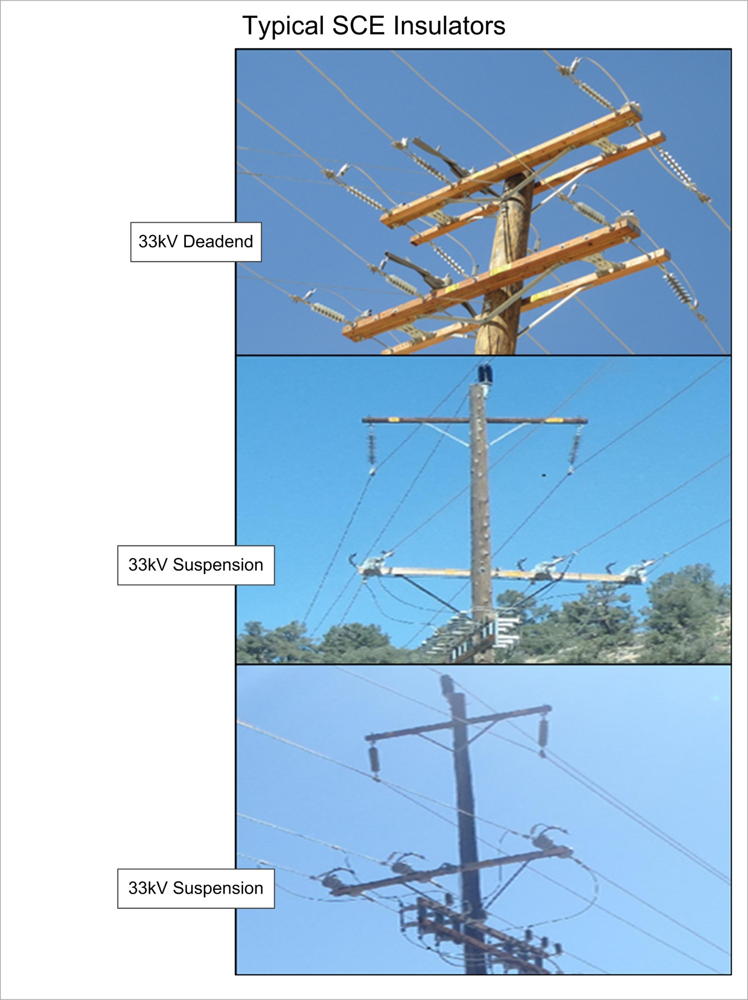 Typical SCE Insulators
33kV Deadend
33kV Suspension
33kV Suspension